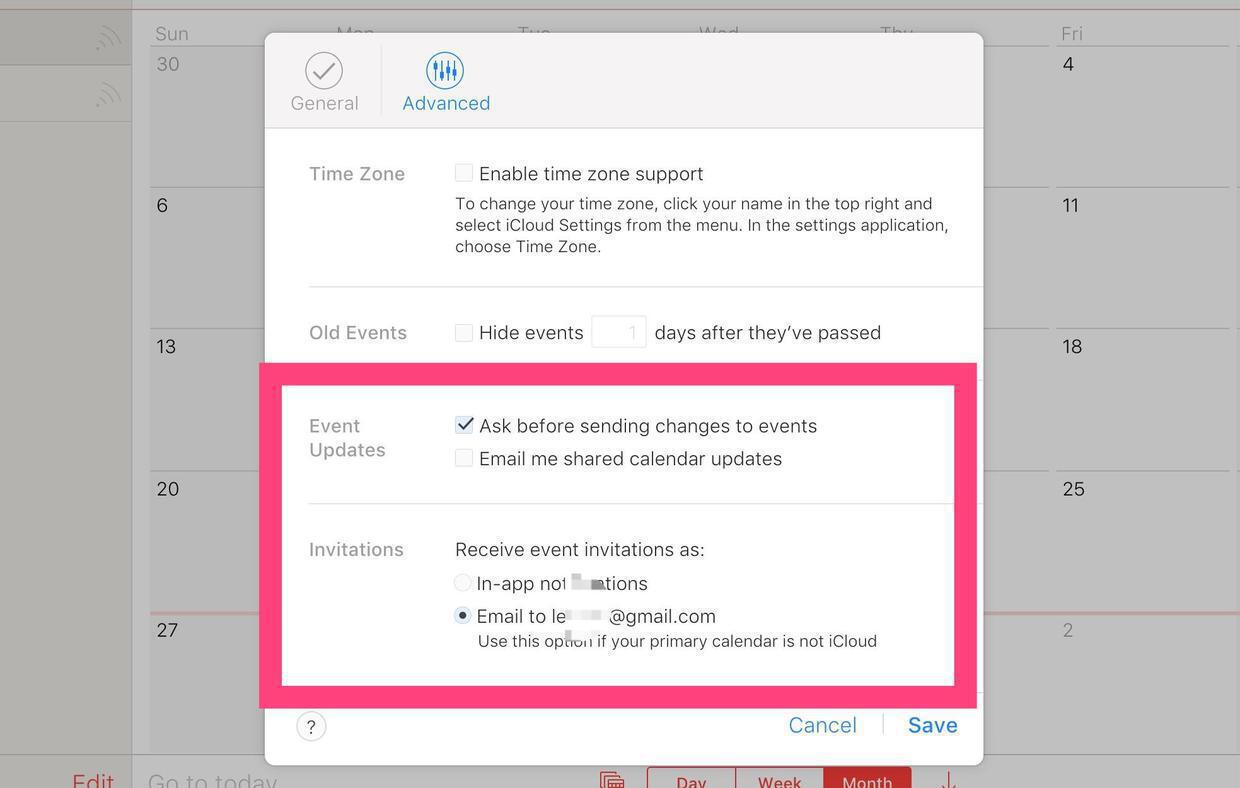 Sun Mon Tue Wed Thu Fri
30 4
General Advanced
Time Zone Enable time zone support
To change your time zone, click your name in the top right and
select iCloud Settings from the menu. In the settings application,
choose Time Zone.
6 11
Old Events Hide events 1 days after they've passed
13 18
Event
Updates
Ask before sending changes to events
Email me shared calendar updates
20 25
Invitations Receive event invitations as:
In-app
Email to @gmail.com
Use this option if your primary calendar is not iCloud
27 2
? Cancel Save
Edit Go to today Day Week Month